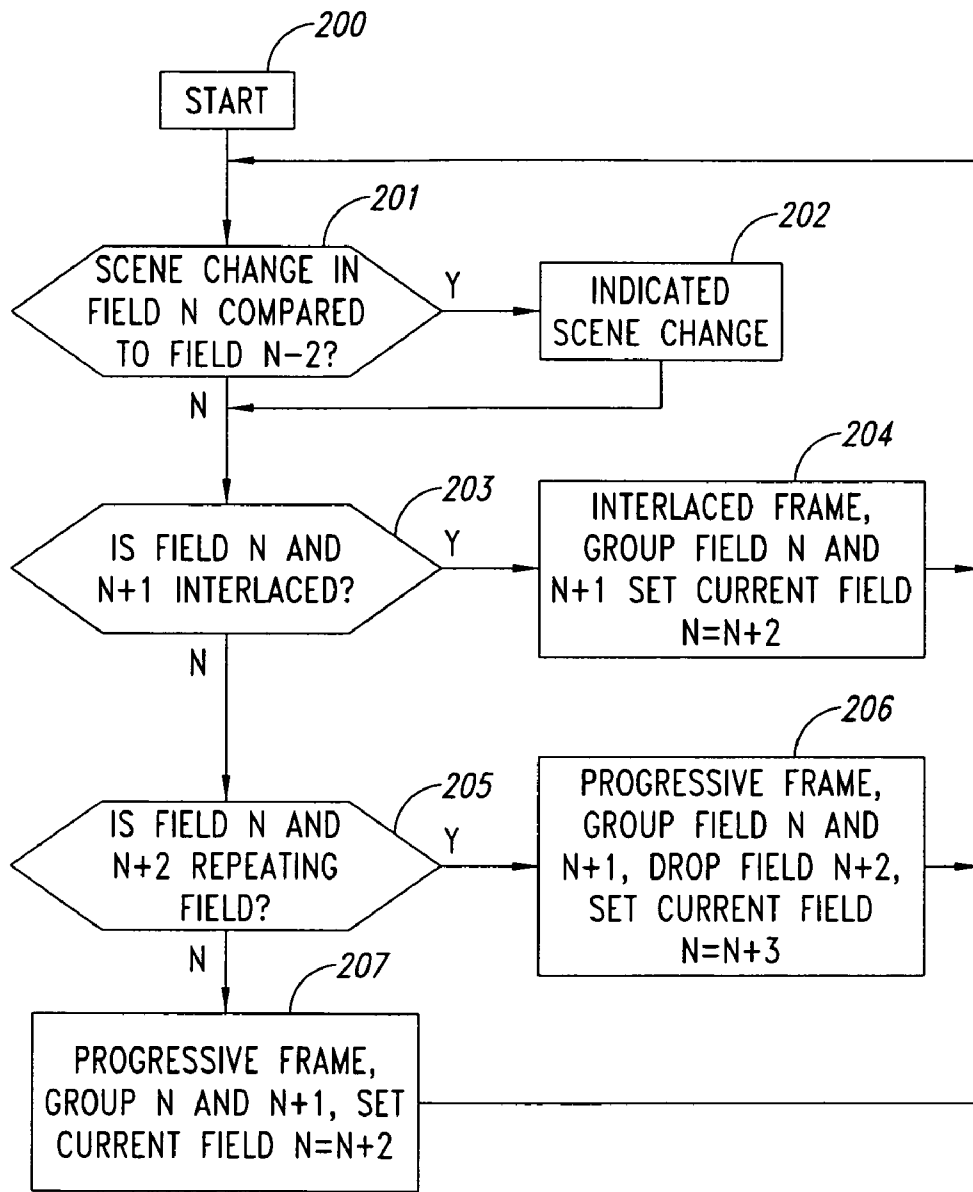 200
START
201
SCENE CHANGE IN
FIELD N COMPARED
TO FIELD N-2?
Y
202
INDICATED
SCENE CHANGE
N
203
IS FIELD N AND
N+1 INTERLACED?
Y
204
INTERLACED FRAME,
GROUP FIELD N AND
N+1 SET CURRENT FIELD
N=N+2
N
205
IS FIELD N AND
N+2 REPEATING
FIELD?
Y
206
PROGRESSIVE FRAME,
GROUP FIELD N AND
N+1, DROP FIELD N+2,
SET CURRENT FIELD
N=N+3
N
207
PROGRESSIVE FRAME,
GROUP N AND N+1, SET
CURRENT FIELD N=N+2